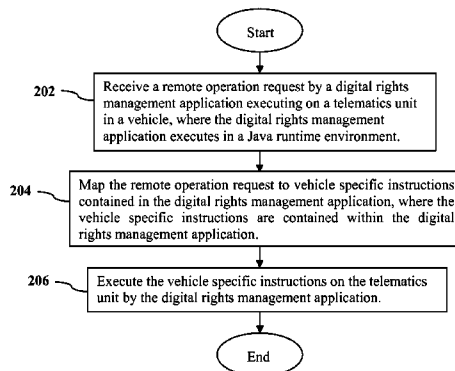 Start
202
Receive a remote operation request by a digital rights
management application executing on a telematics unit
in a vehicle, where the digital rights management
application executes in a Java runtime environment.
204
Map the remote operation request to vehicle specific instructions
contained in the digital rights management application, where the
vehicle specific instructions are contained within the digital
rights management application.
206
Execute the vehicle specific instructions on the telematics
unit by the digital rights management application.
End